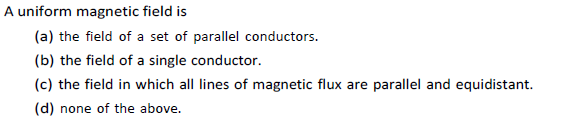 A uniform magnetic field is
(a) the field of a set of parallel conductors.
(b) the field of a single conductor.
(c) the field in which all lines of magnetic flux are parallel and equidistant.
(d) none of the above.